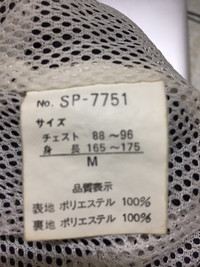 No. SP-7751
サイズ
チェスト 88～96
身長 165～175
M
品質表示
表地 ポリエステル 100%
裏地 ポリエステル 100%